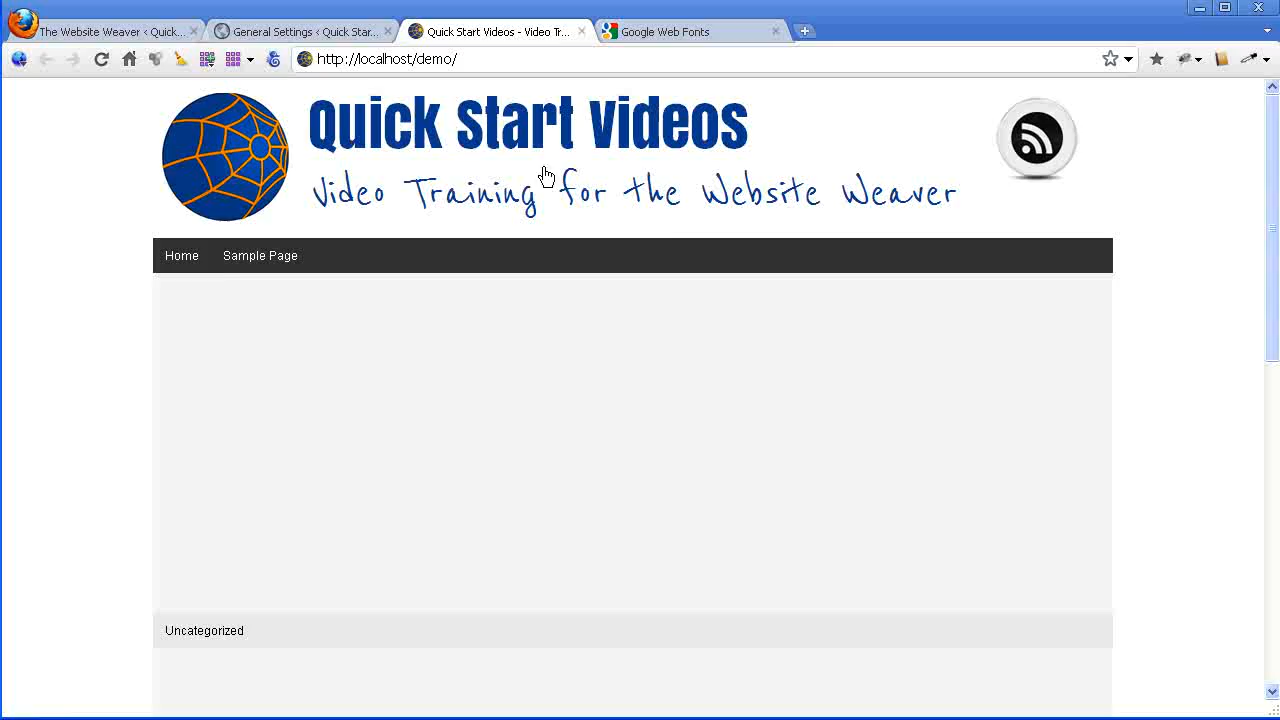 The Website Weaver ‹ Quick
General Settings ‹ Quick Star...
Quick Start Videos - Video Tr...
Google Web Fonts
http://localhost/demo/
Quick Start Videos
Video Training for the Website Weaver
Home
Sample Page
Uncategorized